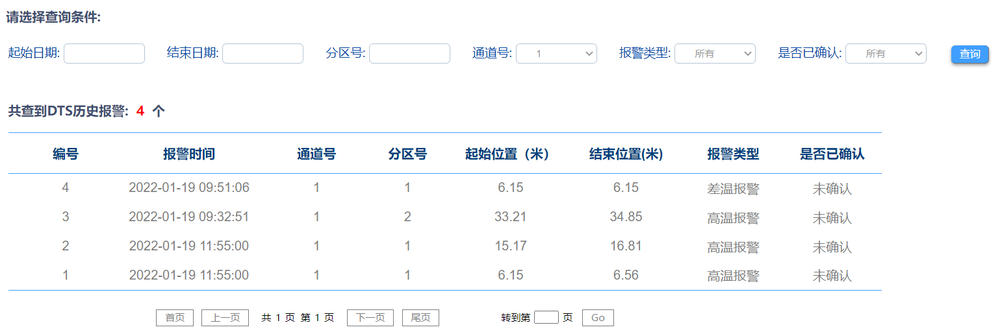 请选择查询条件:
起始日期: 结束日期: 分区号: 通道号: 1 报警类型: 所有 是否已确认: 所有 查询
共查到DTS历史报警: 4 个
编号 报警时间 通道号 分区号 起始位置（米） 结束位置(米) 报警类型 是否已确认
4 2022-01-19 09:51:06 1 1 6.15 6.15 差温报警 未确认
3 2022-01-19 09:32:51 1 2 33.21 34.85 高温报警 未确认
2 2022-01-19 11:55:00 1 1 15.17 16.81 高温报警 未确认
1 2022-01-19 11:55:00 1 1 6.15 6.56 高温报警 未确认
首页 上一页 共 1 页 第 1 页 下一页 尾页 转到第 页 Go